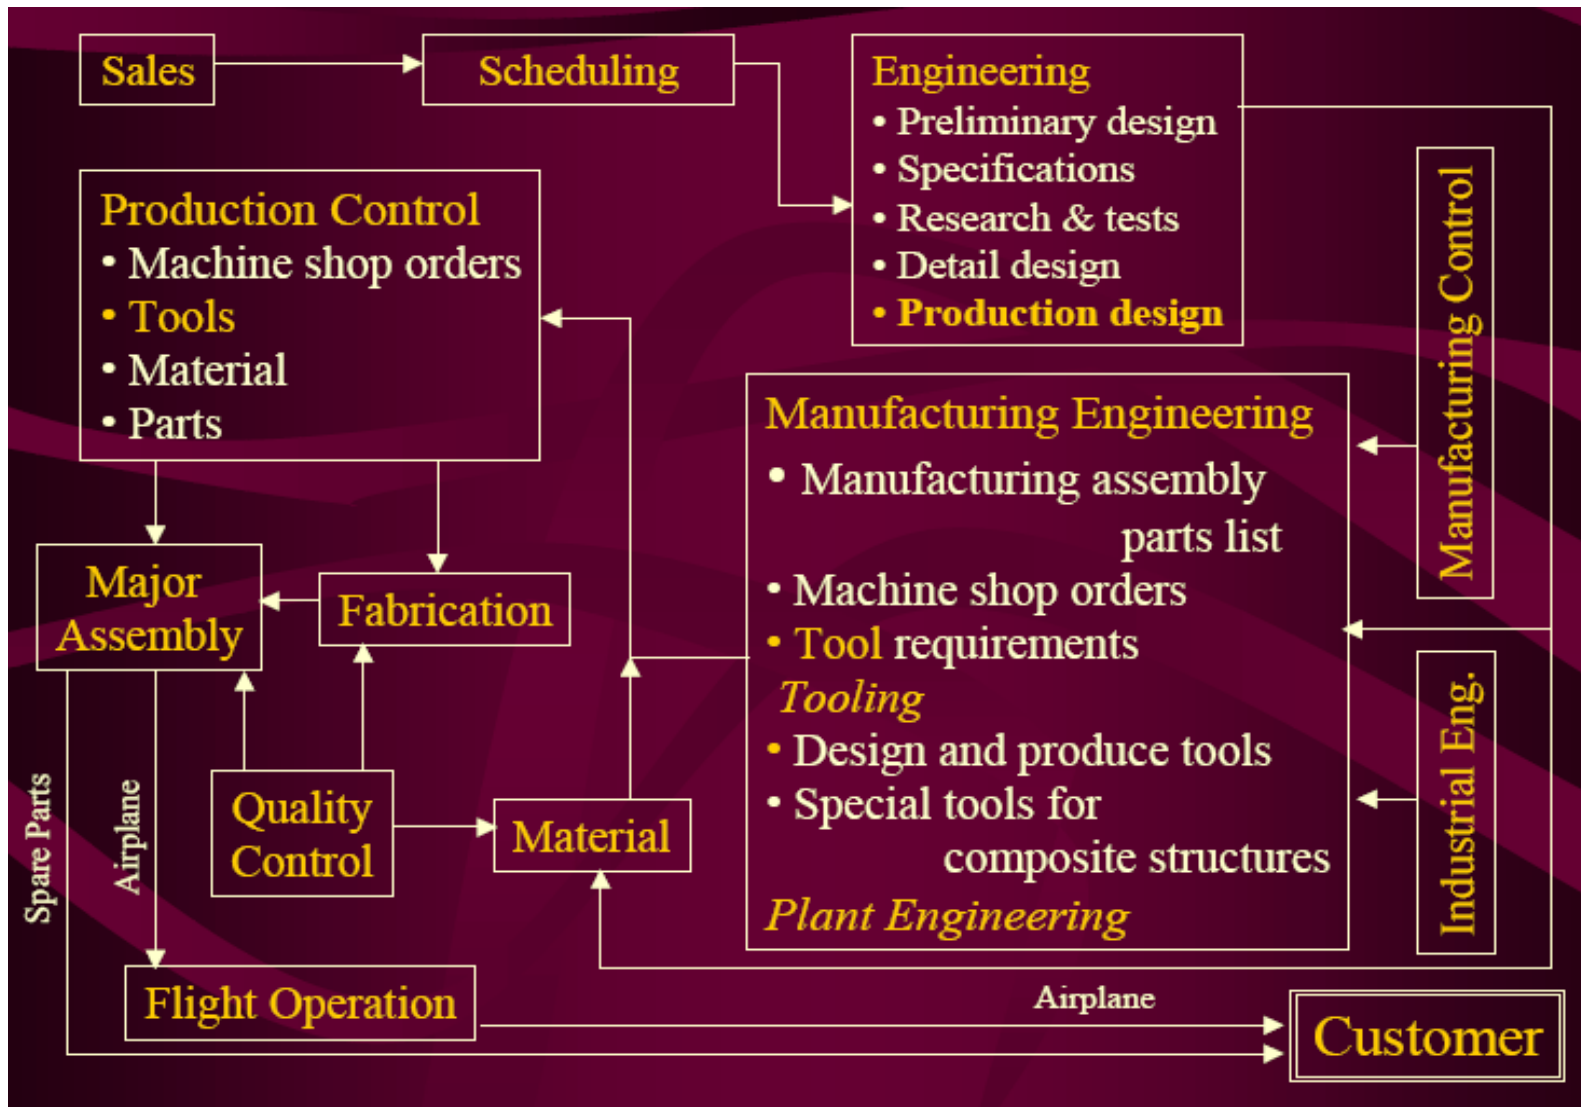 Sales
Scheduling
Engineering
• Preliminary design
• Specifications
• Research & tests
• Detail design
• Production design
Production Control
• Machine shop orders
• Tools
• Material
• Parts
Manufacturing Control
Manufacturing Engineering
• Manufacturing assembly
parts list
• Machine shop orders
• Tool requirements
Tooling
• Design and produce tools
• Special tools for
composite structures
Plant Engineering
Industrial Eng.
Major
Assembly
Fabrication
Quality
Control
Material
Spare Parts
Airplane
Flight Operation
Airplane
Customer